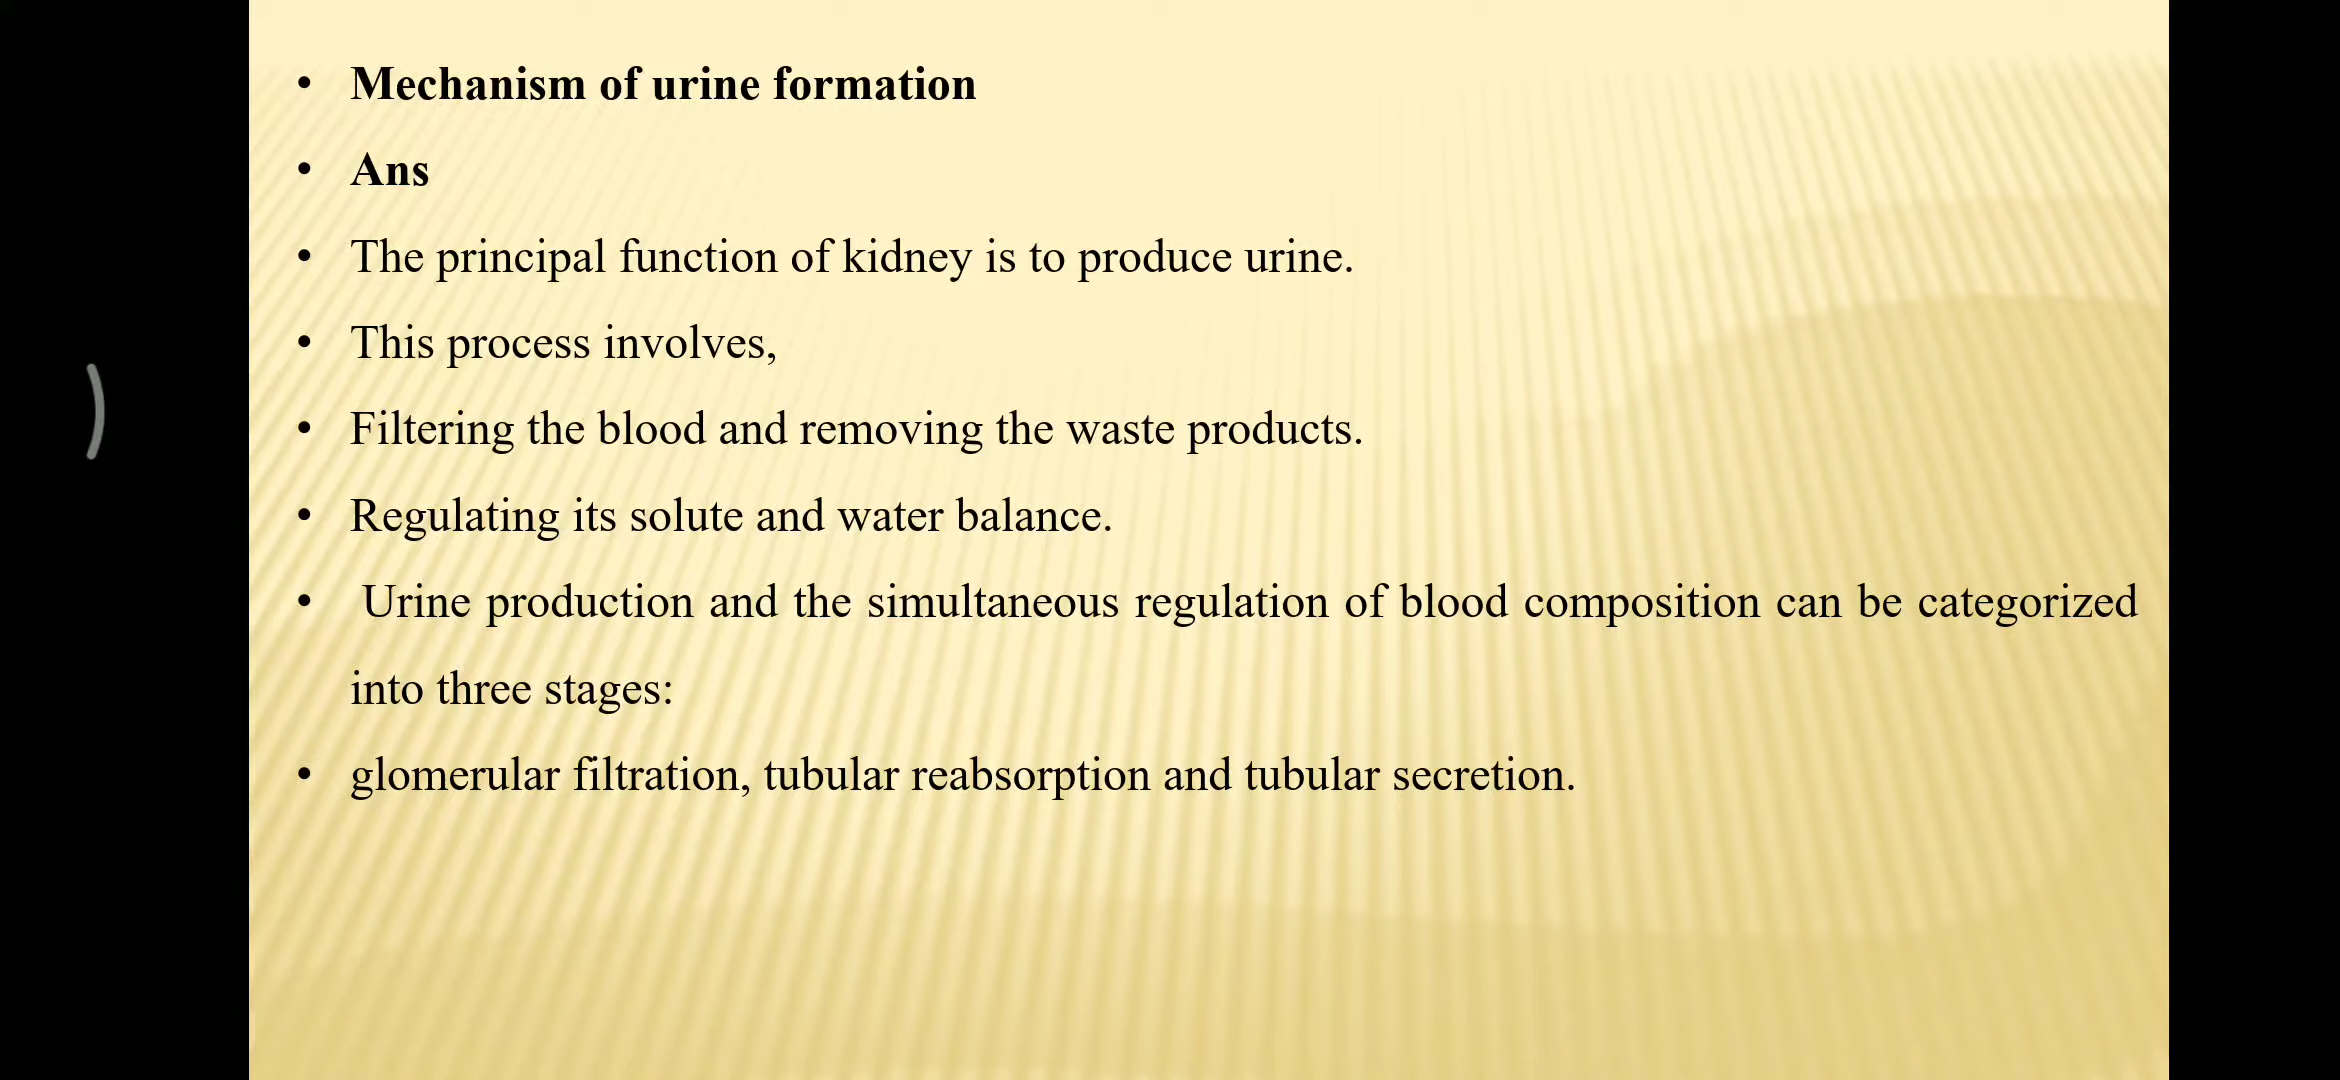 • Mechanism of urine formation
• Ans
• The principal function of kidney is to produce urine.
• This process involves,
• Filtering the blood and removing the waste products.
• Regulating its solute and water balance.
• Urine production and the simultaneous regulation of blood composition can be categorized
into three stages:
• glomerular filtration, tubular reabsorption and tubular secretion.